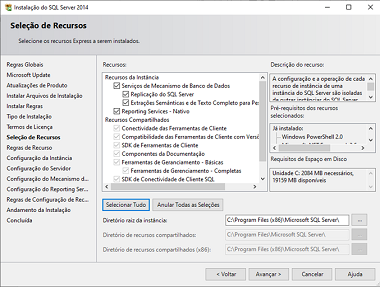 Instalação do SQL Server 2014
Seleção de Recursos
Selecione os recursos Express a serem instalados.
Regras Globais
Microsoft Update
Atualizações de Produto
Instalar Arquivos de Instalação
Instalar Regras
Tipo de Instalação
Termos de Licença
Seleção de Recursos
Regras de Recurso
Configuração da Instância
Configuração do Servidor
Configuração do Mecanismo d...
Configuração do Reporting Ser...
Regras de Configuração de Rec...
Andamento da Instalação
Concluída
Recursos:
Recursos da Instância
Serviços de Mecanismo de Banco de Dados
Replicação do SQL Server
Extrações Semânticas e de Texto Completo para Pes
Reporting Services - Nativo
Recursos Compartilhados
Conectividade das Ferramentas de Cliente
Compatibilidade das Ferramentas de Cliente com Versõ
SDK de Ferramentas de Cliente
Componentes da Documentação
Ferramentas de Gerenciamento - Básicas
Ferramentas de Gerenciamento - Completas
SDK de Conectividade de Cliente SQL
Descrição do recurso:
A configuração e a operação de cada
recurso de instância de uma
instância do SQL Server são isoladas
de outras instâncias do SQL Server.
Pré-requisitos dos recursos
selecionados:
Já instalado:
Windows PowerShell 2.0
Requisitos de Espaço em Disco
Unidade C: 2084 MB necessários,
19159 MB disponíveis
Selecionar Tudo
Anular Todas as Seleções
Diretório raiz da instância:
C:\Program Files (x86)\Microsoft SQL Server\
...
Diretório de recursos compartilhados:
C:\Program Files (x86)\Microsoft SQL Server\
...
Diretório de recursos compartilhados (x86):
C:\Program Files (x86)\Microsoft SQL Server\
...
< Voltar
Avançar >
Cancelar
Ajuda